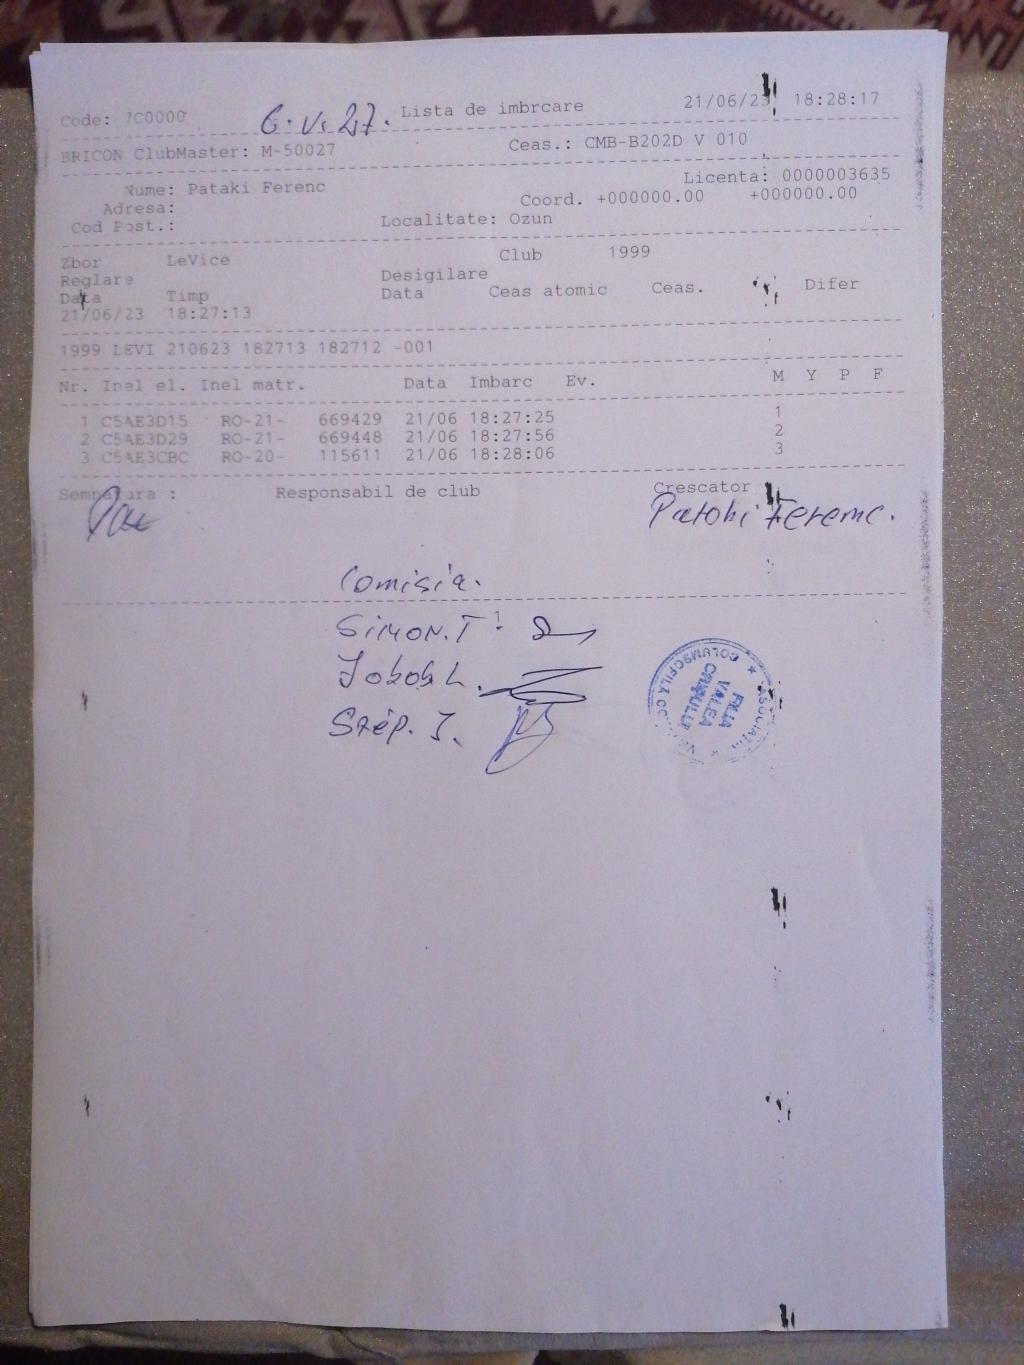 Code: 7C0000 G.V. 27. Lista de imbrcare 21/06/23 18:28:17
BRICON ClubMaster: M-50027 Ceas.: CMB-B202D V 010
Nume: Pataki Ferenc Licenta: 0000003635
Adresa: Coord. +000000.00 +000000.00
Cod Post.: Localitate: Ozun
Zbor LeVice Club 1999
Reglare Desigilare
Data Timp Data Ceas atomic Ceas. Difer
21/06/23 18:27:13
1999 LEVI 210623 182713 182712 -001
Nr. Inel el. Inel matr. Data Imbarc Ev. M Y P F
1 C5AE3D15 RO-21- 669429 21/06 18:27:25 1
2 C5AE3D29 RO-21- 669448 21/06 18:27:56 2
3 C5AE3CBC RO-20- 115611 21/06 18:28:06 3
Semnatura : Responsabil de club Crescator
Pataki Ferenc.
Comisia.
Simon. T
Jakab L.
Szép. J.
FILIA
VALEA
CRISULUI